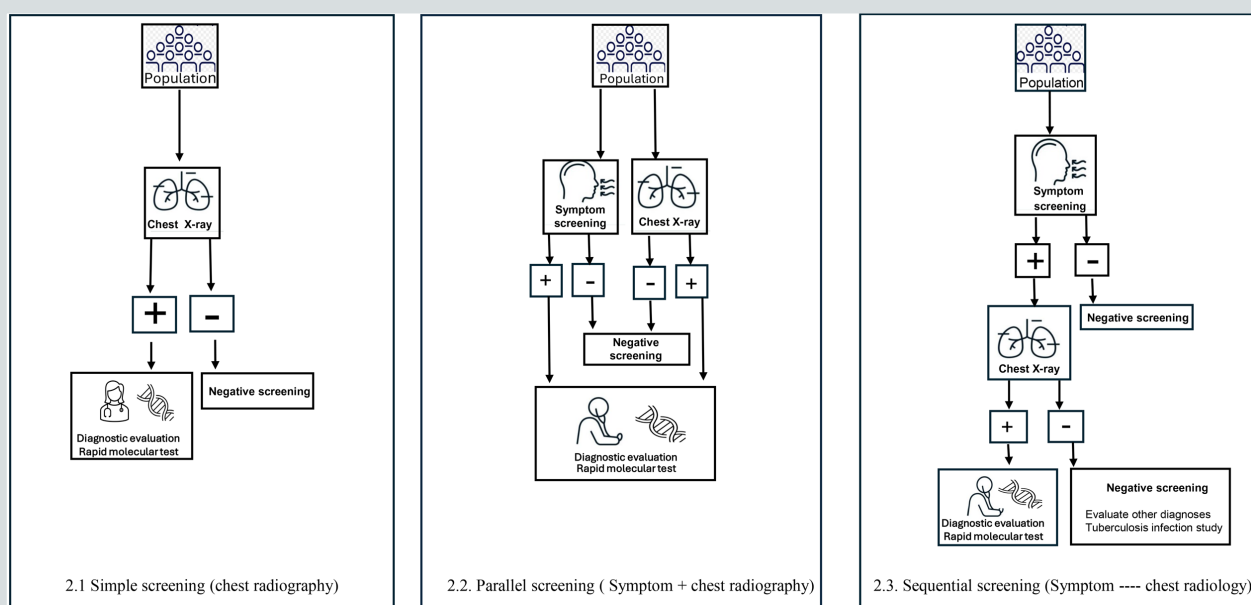 Population
Chest X-ray
+
-
Diagnostic evaluation
Rapid molecular test
Negative screening
2.1 Simple screening (chest radiography)
Population
Symptom
screening
Chest X-ray
+
-
-
+
Negative
screening
Diagnostic evaluation
Rapid molecular test
2.2. Parallel screening ( Symptom + chest radiography)
Population
Symptom
screening
+
-
Negative screening
Chest X-ray
+
-
Diagnostic evaluation
Rapid molecular test
Negative screening
Evaluate other diagnoses
Tuberculosis infection study
2.3. Sequential screening (Symptom ---- chest radiology)